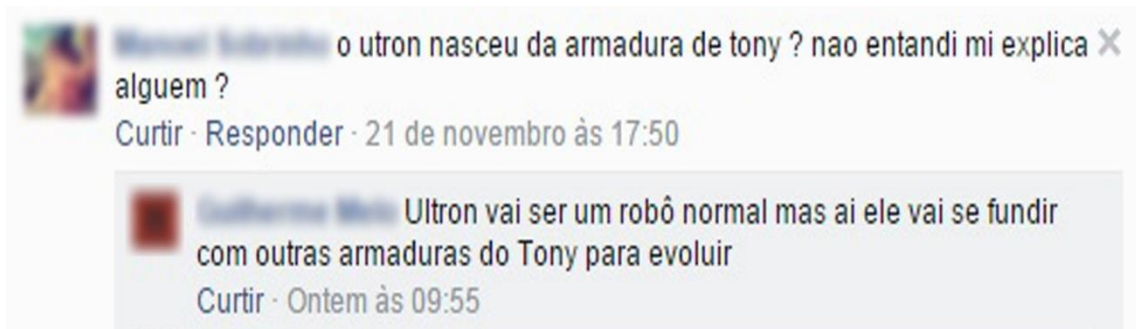 o utron nasceu da armadura de tony ? nao entandi mi explica
alguem ?
Curtir · Responder · 21 de novembro às 17:50
Ultron vai ser um robô normal mas ai ele vai se fundir
com outras armaduras do Tony para evoluir
Curtir · Ontem às 09:55